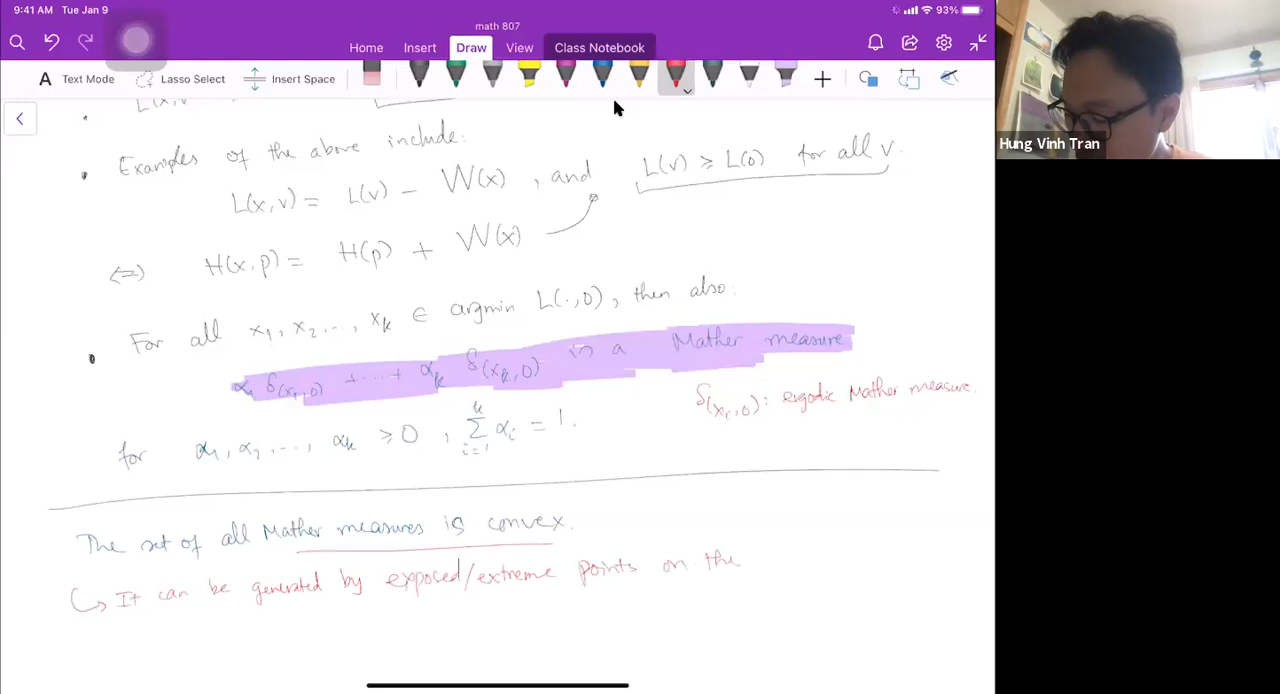 9:41 AM Tue Jan 9
93%
math 807
Home Insert Draw View Class Notebook
A Text Mode Lasso Select Insert Space
Hung Vinh Tran
L(x,v
• Examples of the above include:
L(x,v) = L(v) - W(x), and L(v) ≥ L(0) for all v.
⇔ H(x,p) = H(p) + W(x)
• For all x₁, x₂ ..., xₖ ∈ argmin L(·,0), then also:
α₁ δ(x₁,0) + ... + αₖ δ(xₖ,0) is a Mather measure
δ(xᵢ,0): ergodic Mather measure.
for α₁, α₂, ..., αₖ ≥ 0, Σᵢ₌₁ᵏ αᵢ = 1.
The set of all Mather measures is convex.
↳ It can be generated by exposed/extreme points on the